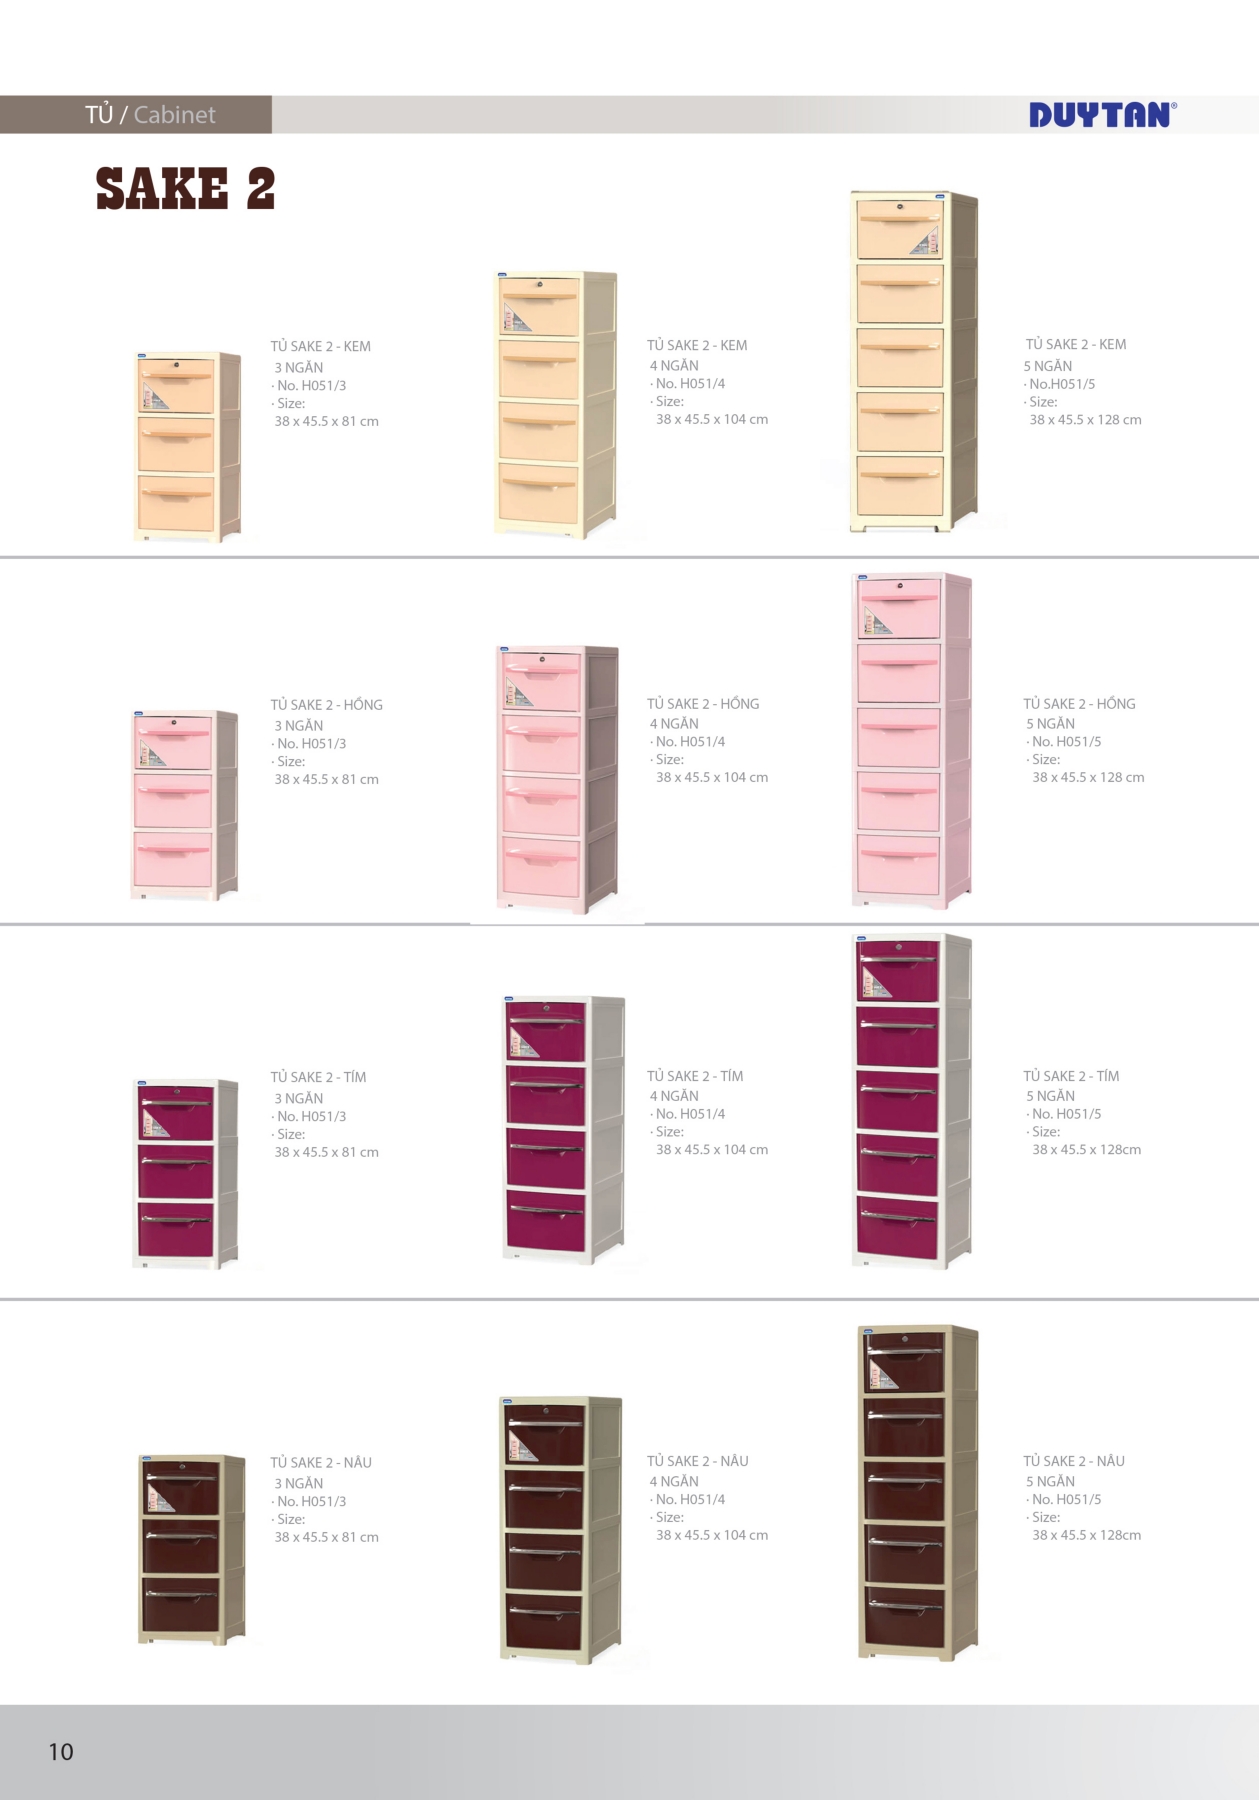 TỦ / Cabinet
DUYTAN®
SAKE 2
TỦ SAKE 2 - KEM
3 NGĂN
· No. H051/3
· Size:
38 x 45.5 x 81 cm
TỦ SAKE 2 - KEM
4 NGĂN
· No. H051/4
· Size:
38 x 45.5 x 104 cm
TỦ SAKE 2 - KEM
5 NGĂN
· No.H051/5
· Size:
38 x 45.5 x 128 cm
TỦ SAKE 2 - HỒNG
3 NGĂN
· No. H051/3
· Size:
38 x 45.5 x 81 cm
TỦ SAKE 2 - HỒNG
4 NGĂN
· No. H051/4
· Size:
38 x 45.5 x 104 cm
TỦ SAKE 2 - HỒNG
5 NGĂN
· No. H051/5
· Size:
38 x 45.5 x 128 cm
TỦ SAKE 2 - TÍM
3 NGĂN
· No. H051/3
· Size:
38 x 45.5 x 81 cm
TỦ SAKE 2 - TÍM
4 NGĂN
· No. H051/4
· Size:
38 x 45.5 x 104 cm
TỦ SAKE 2 - TÍM
5 NGĂN
· No. H051/5
· Size:
38 x 45.5 x 128cm
TỦ SAKE 2 - NÂU
3 NGĂN
· No. H051/3
· Size:
38 x 45.5 x 81 cm
TỦ SAKE 2 - NÂU
4 NGĂN
· No. H051/4
· Size:
38 x 45.5 x 104 cm
TỦ SAKE 2 - NÂU
5 NGĂN
· No. H051/5
· Size:
38 x 45.5 x 128cm
10